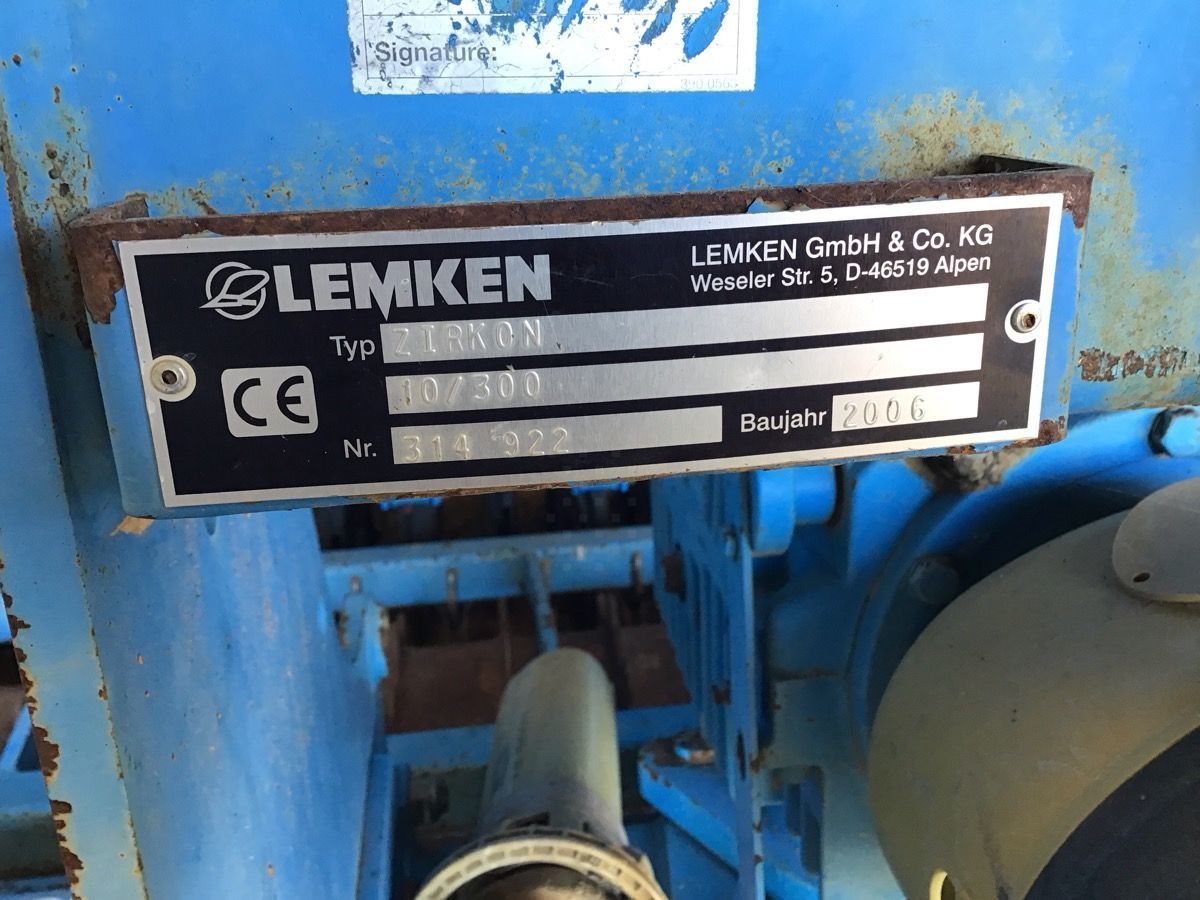 Signature:
LEMKEN
LEMKEN GmbH & Co. KG
Weseler Str. 5, D-46519 Alpen
Typ ZIRKON
10/300
CE
Nr. 314 922
Baujahr 2006